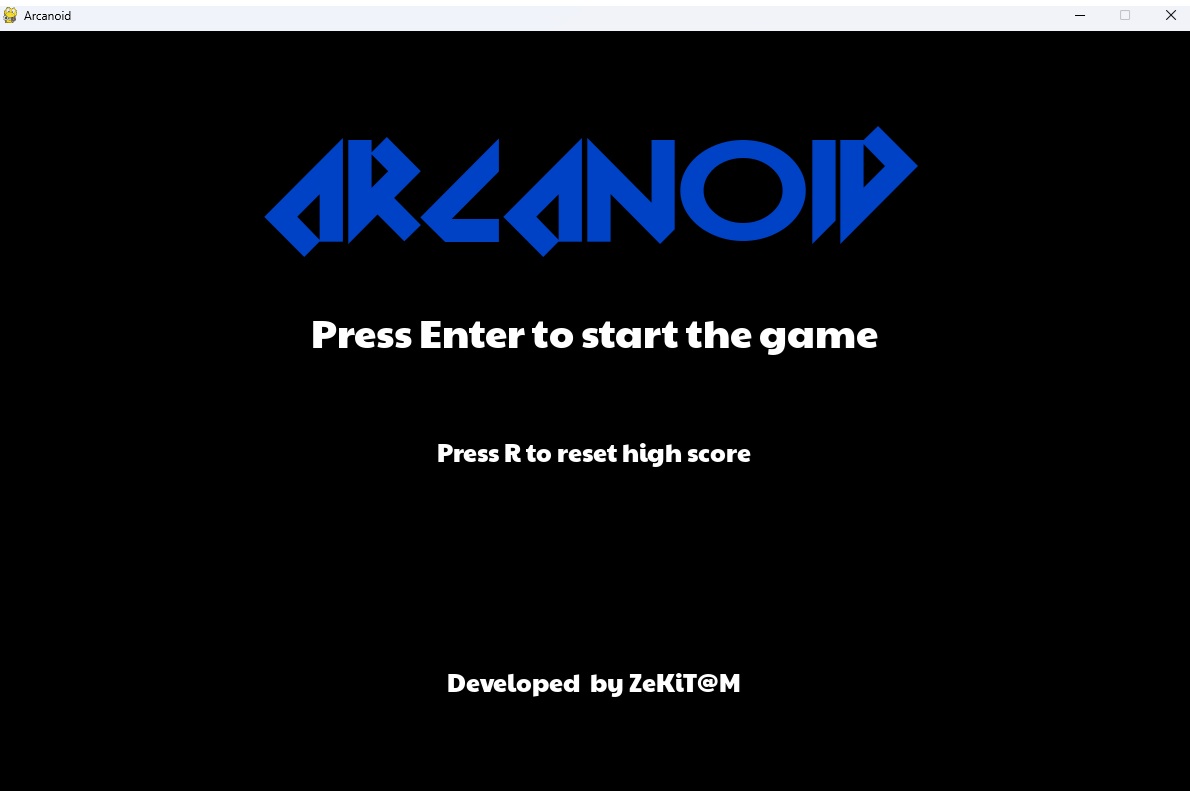 Arcanoid
ARCANOID
Press Enter to start the game
Press R to reset high score
Developed  by ZeKiT@M